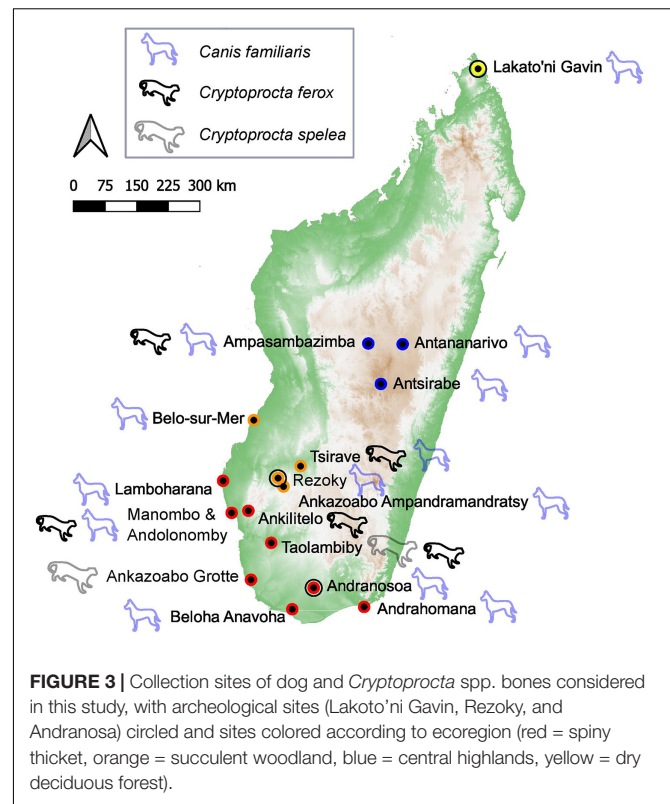 Canis familiaris
Cryptoprocta ferox
Cryptoprocta spelea
0 75 150 225 300 km
Lakato'ni Gavin
Ampasambazimba
Antananarivo
Antsirabe
Belo-sur-Mer
Tsirave
Rezoky
Lamboharana
Ankazoabo Ampandramandratsy
Manombo &
Andolonomby
Ankilitelo
Taolambiby
Ankazoabo Grotte
Andranosoa
Beloha Anavoha
Andrahomana
FIGURE 3 | Collection sites of dog and Cryptoprocta spp. bones considered
in this study, with archeological sites (Lakoto'ni Gavin, Rezoky, and
Andranosa) circled and sites colored according to ecoregion (red = spiny
thicket, orange = succulent woodland, blue = central highlands, yellow = dry
deciduous forest).